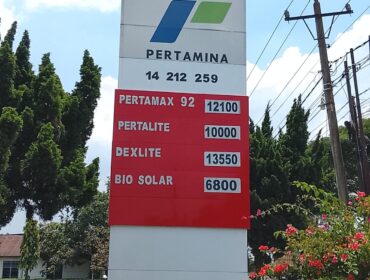 PERTAMINA
14 212 259
PERTAMAX 92 12100
PERTALITE 10000
DEXLITE 13550
BIO SOLAR 6800